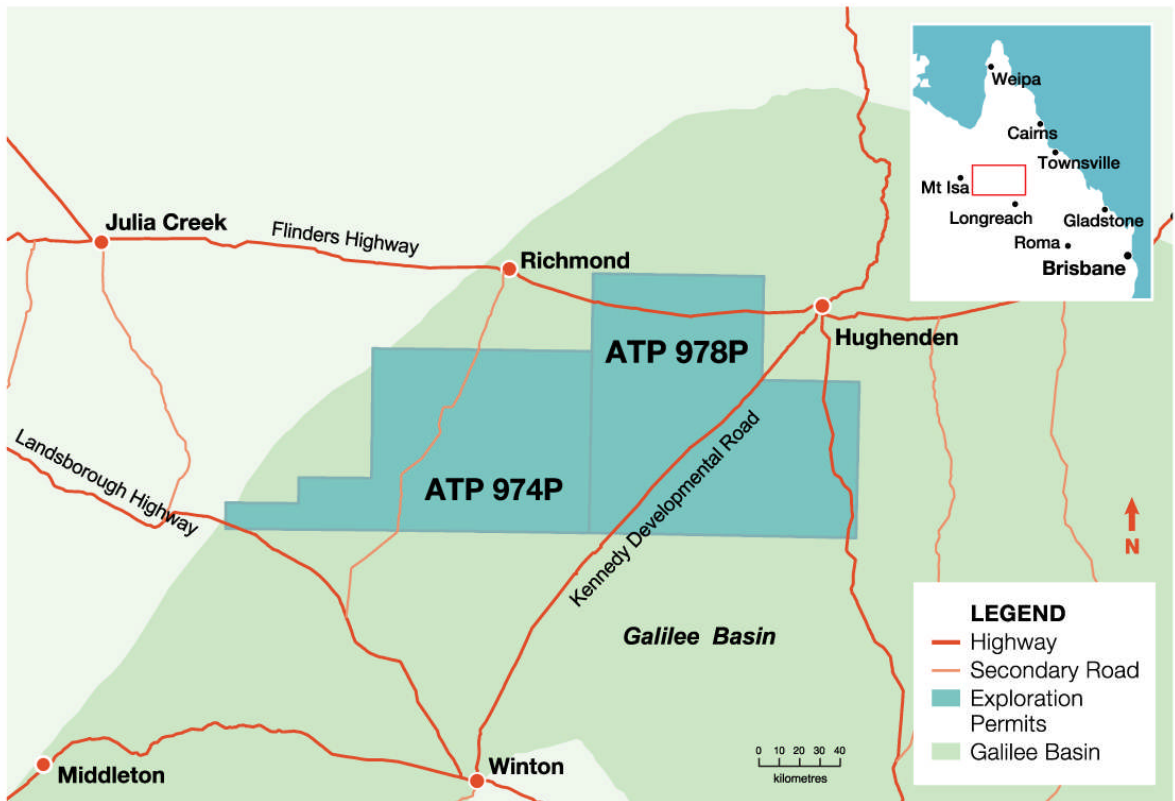 Weipa
Cairns
Townsville
Mt Isa
Longreach
Gladstone
Roma
Brisbane
Julia Creek
Flinders Highway
Richmond
Hughenden
ATP 978P
Landsborough Highway
ATP 974P
Kennedy Developmental Road
N
Galilee Basin
Middleton
Winton
0 10 20 30 40
kilometres
LEGEND
Highway
Secondary Road
Exploration
Permits
Galilee Basin